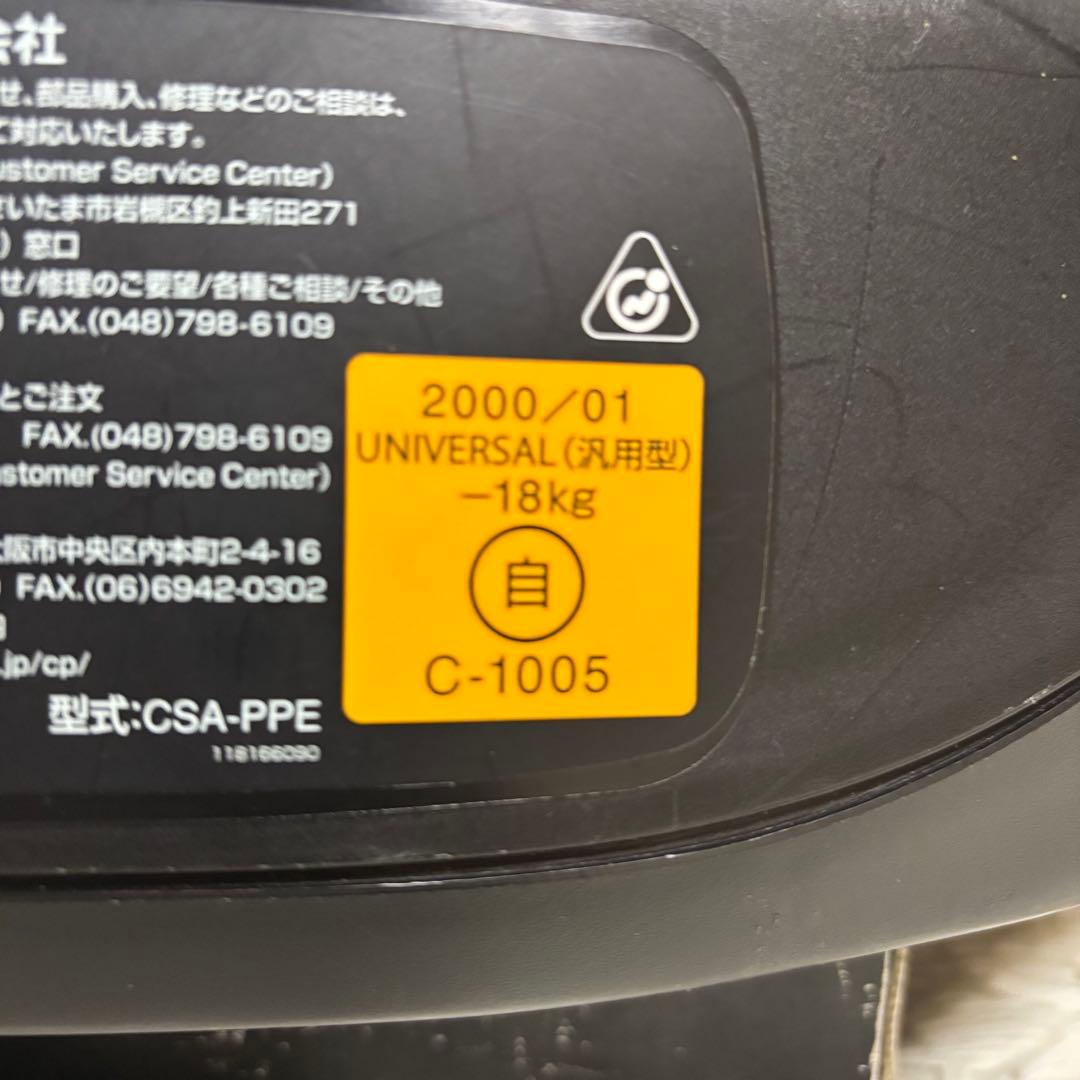 会社
せ、部品購入、修理などのご相談は、
て対応いたします。
ustomer Service Center)
さいたま市岩槻区釣上新田271
) 窓口
せ/修理のご要望/各種ご相談/その他
) FAX.(048)798-6109
とご注文
FAX.(048)798-6109
ustomer Service Center)
大阪市中央区内本町2-4-16
FAX.(06)6942-0302
.jp/cp/
型式:CSA-PPE
118166090
2000/01
UNIVERSAL(汎用型)
-18kg
自
C-1005